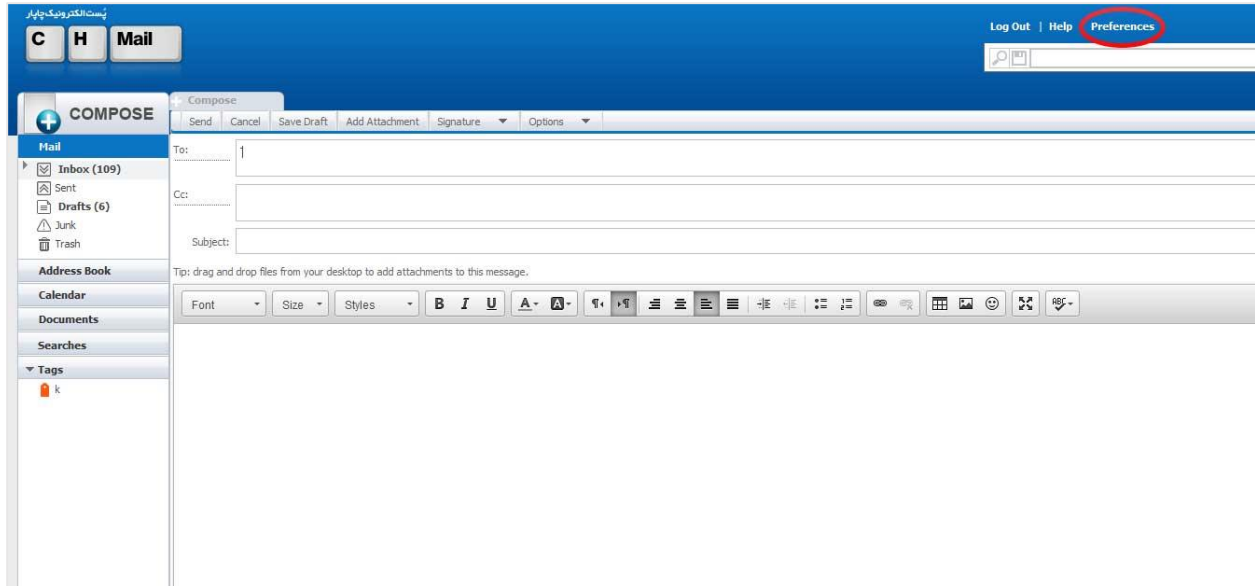 پُست الکترونیک چاپار
C H Mail
Log Out | Help Preferences
COMPOSE
Compose
Send Cancel Save Draft Add Attachment Signature Options
Mail
Inbox (109)
Sent
Drafts (6)
Junk
Trash
Address Book
Calendar
Documents
Searches
Tags
k
To:
Cc:
Subject:
Tip: drag and drop files from your desktop to add attachments to this message.
Font Size Styles B I U A A ¶ ¶ ABC